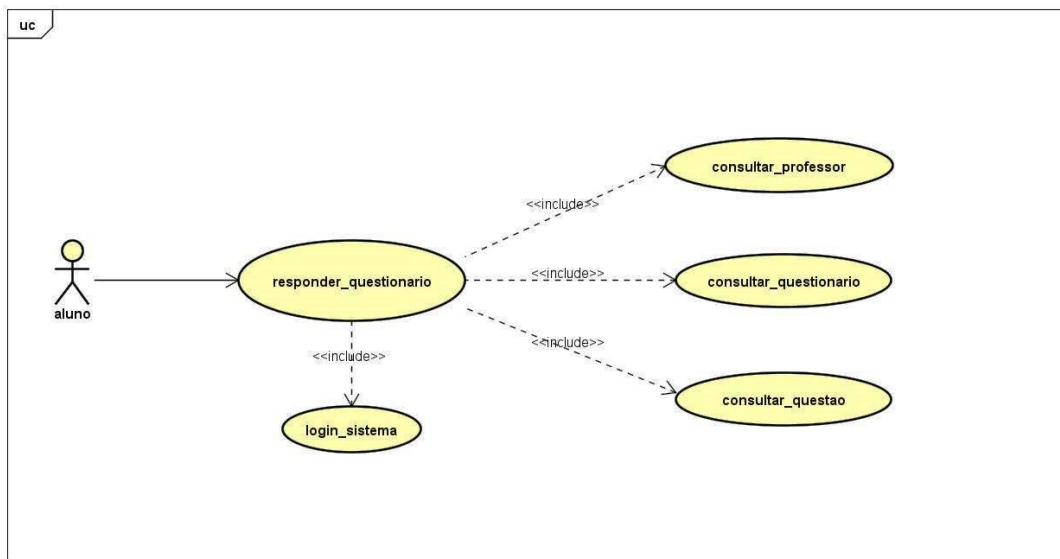 uc
consultar_professor
<<include>>
aluno
responder_questionario
<<include>>
consultar_questionario
<<include>>
consultar_questao
<<include>>
login_sistema